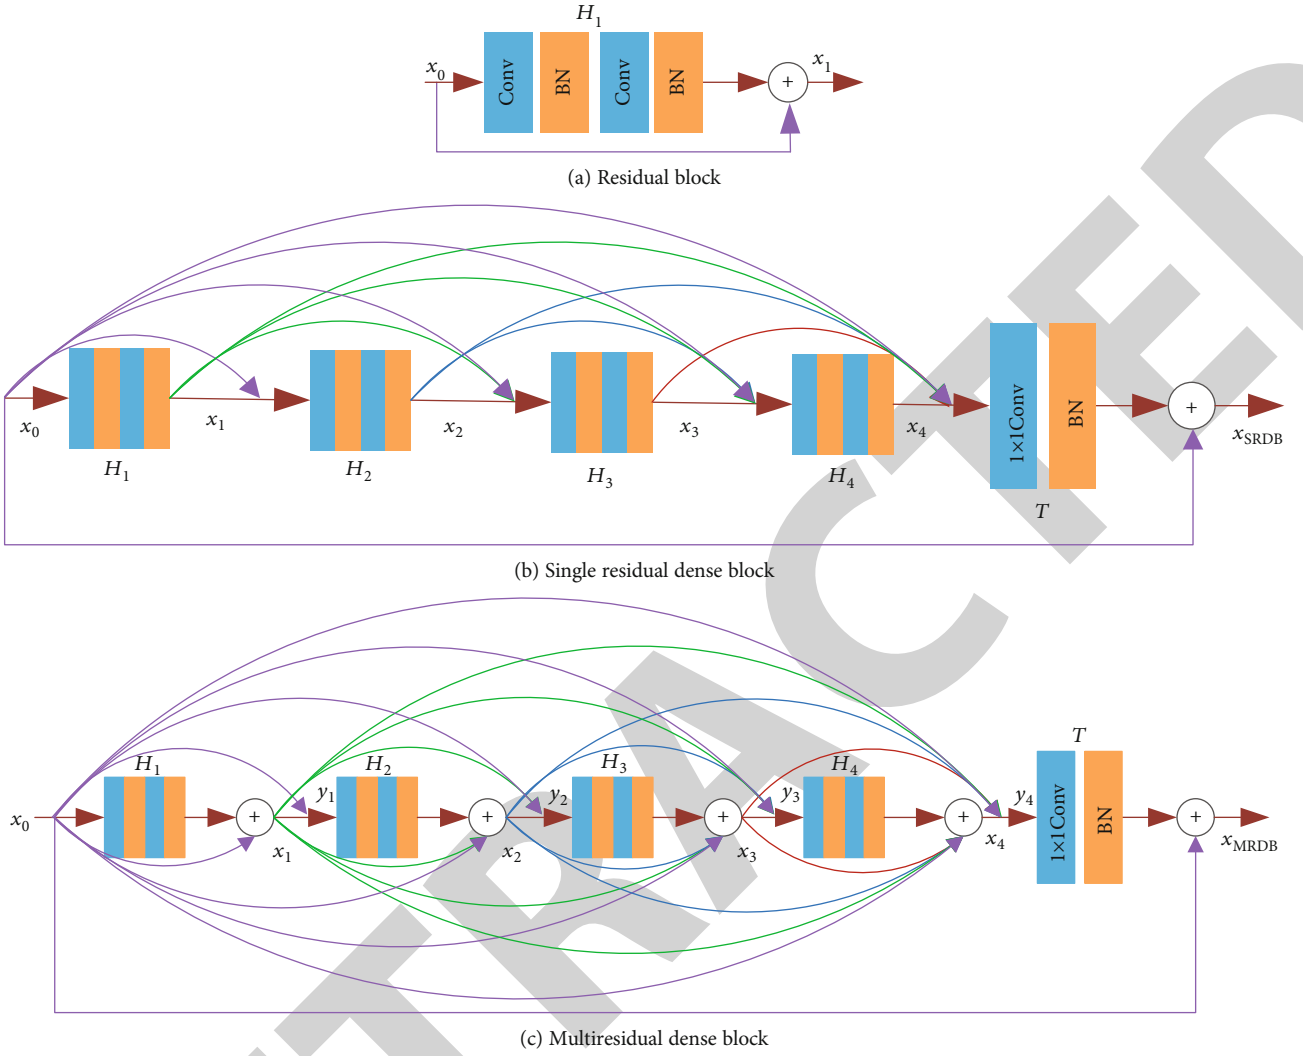 H1
x0 Conv BN Conv BN + x1
(a) Residual block
x0 H1 x1 H2 x2 H3 x3 H4 x4 1×1Conv BN T + xSRDB
(b) Single residual dense block
x0 H1 + x1 y1 H2 + x2 y2 H3 + x3 y3 H4 + x4 y4 T 1×1Conv BN + xMRDB
(c) Multiresidual dense block
TRACTED